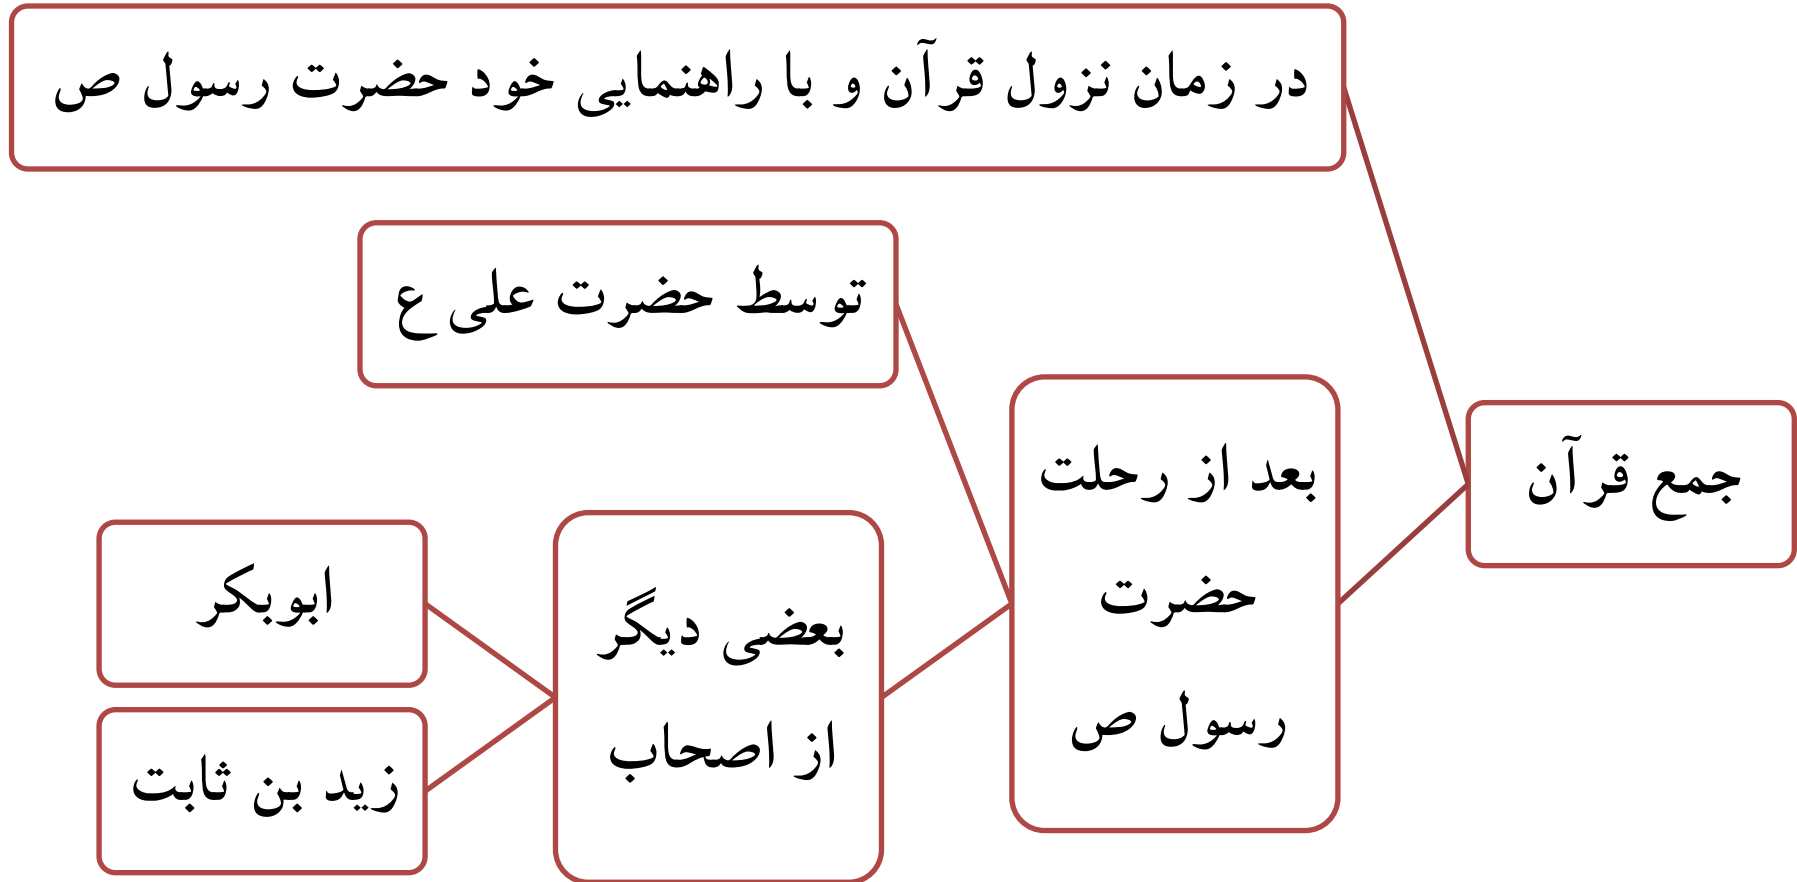 جمع قرآن
در زمان نزول قرآن و با راهنمایی خود حضرت رسول ص
بعد از رحلت
حضرت
رسول ص
توسط حضرت علی ع
بعضی دیگر
از اصحاب
ابوبکر
زید بن ثابت